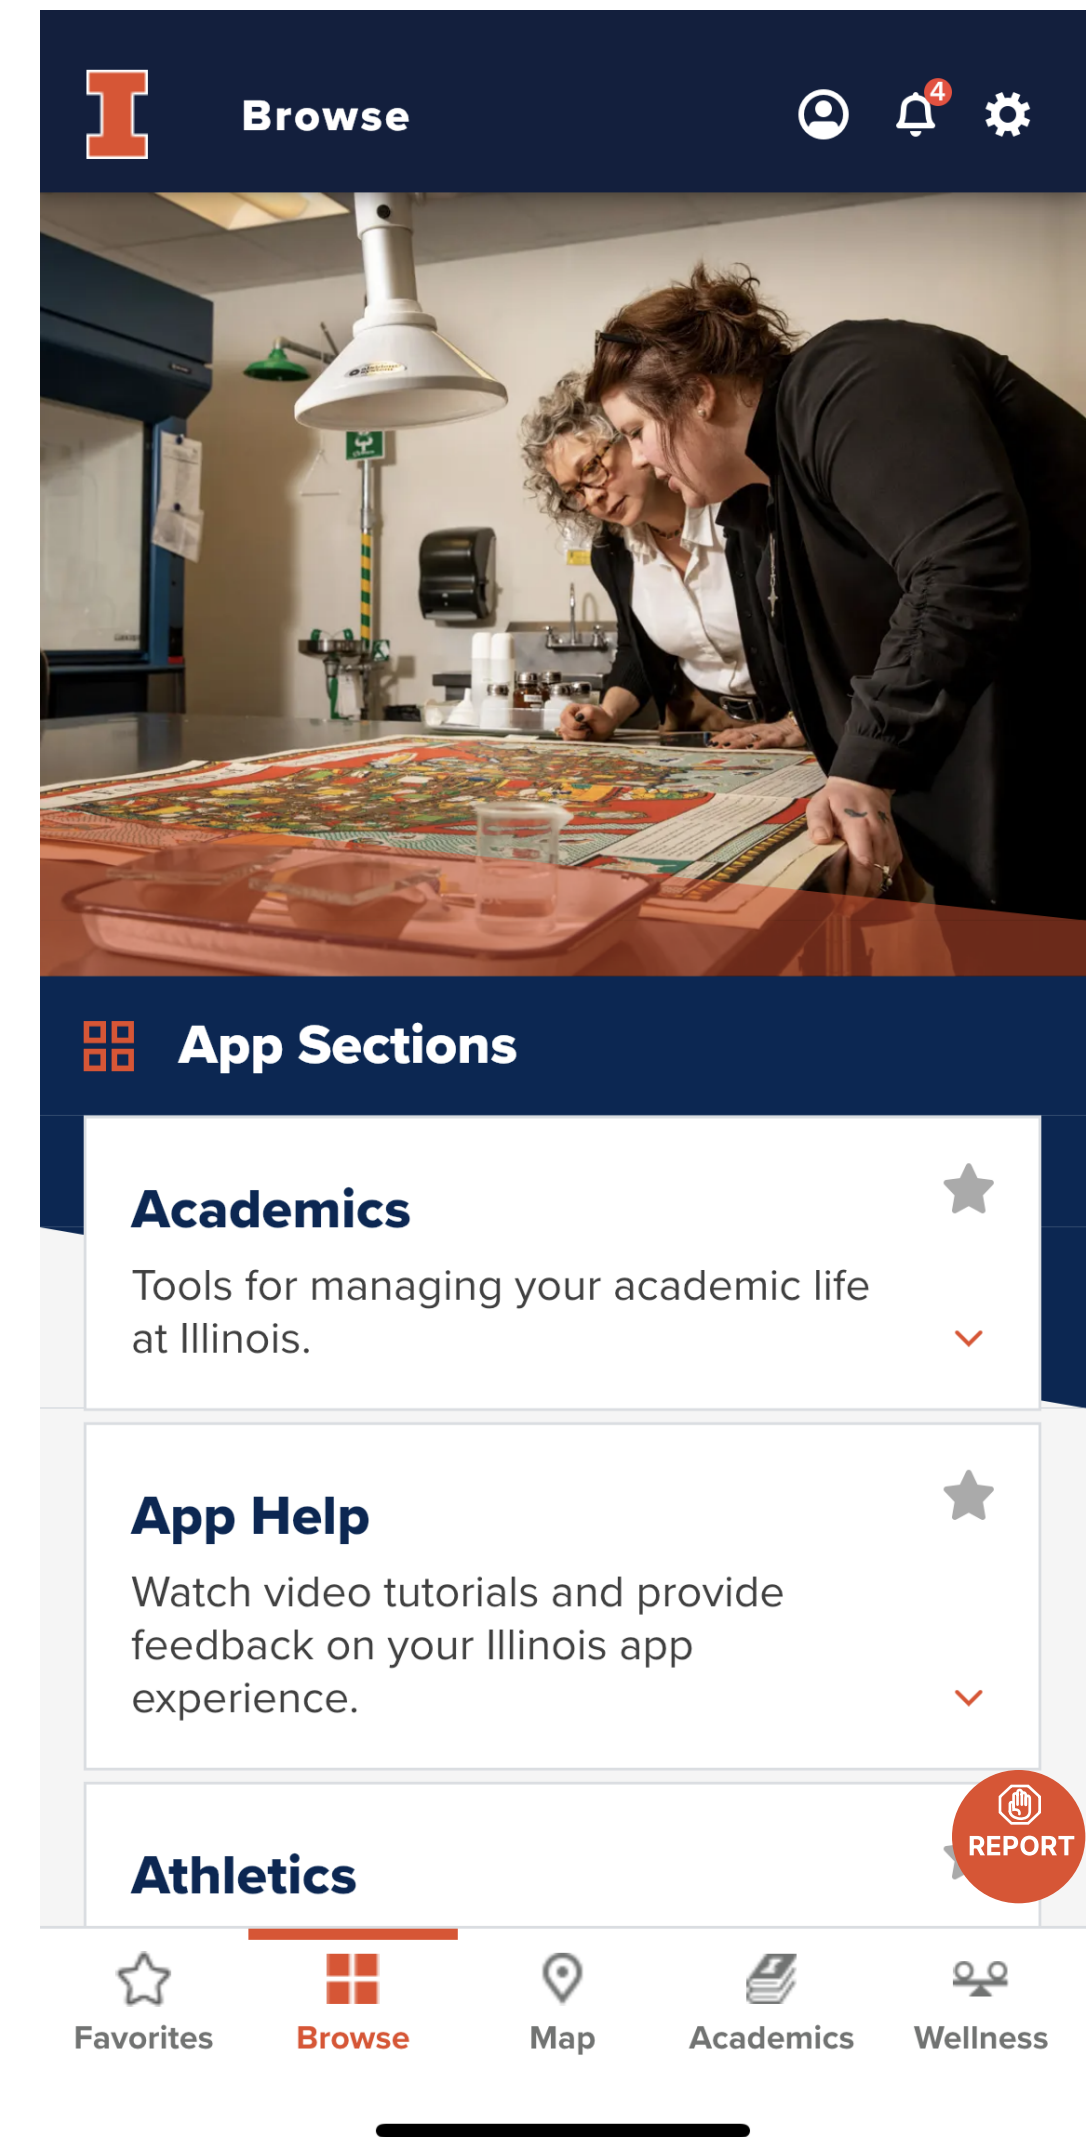 Browse
4
App Sections
Academics
Tools for managing your academic life
at Illinois.
App Help
Watch video tutorials and provide
feedback on your Illinois app
experience.
REPORT
Athletics
Favorites
Browse
Map
Academics
Wellness